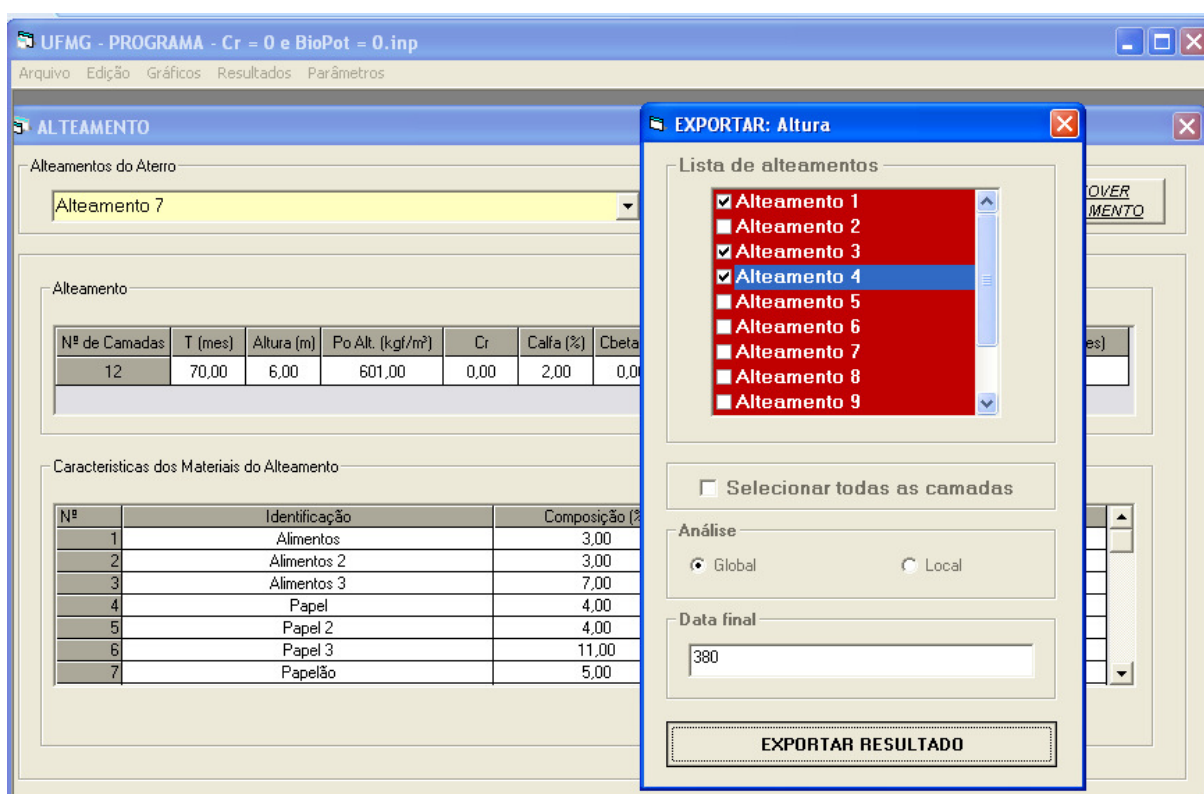 UFMG - PROGRAMA - Cr = 0 e BioPot = 0.inp
Arquivo Edição Gráficos Resultados Parâmetros
ALTEAMENTO
Alteamentos do Aterro
Alteamento 7
OVER
MENTO
Alteamento
Nº de Camadas T (mes) Altura (m) Po Alt. (kgf/m³) Cr Calfa (%) Cbeta es)
12 70,00 6,00 601,00 0,00 2,00 0,0
Caracteristicas dos Materiais do Alteamento
Nº Identificação Composição (%
1 Alimentos 3,00
2 Alimentos 2 3,00
3 Alimentos 3 7,00
4 Papel 4,00
5 Papel 2 4,00
6 Papel 3 11,00
7 Papelão 5,00
EXPORTAR: Altura
Lista de alteamentos
Alteamento 1
Alteamento 2
Alteamento 3
Alteamento 4
Alteamento 5
Alteamento 6
Alteamento 7
Alteamento 8
Alteamento 9
Selecionar todas as camadas
Análise
Global Local
Data final
380
EXPORTAR RESULTADO